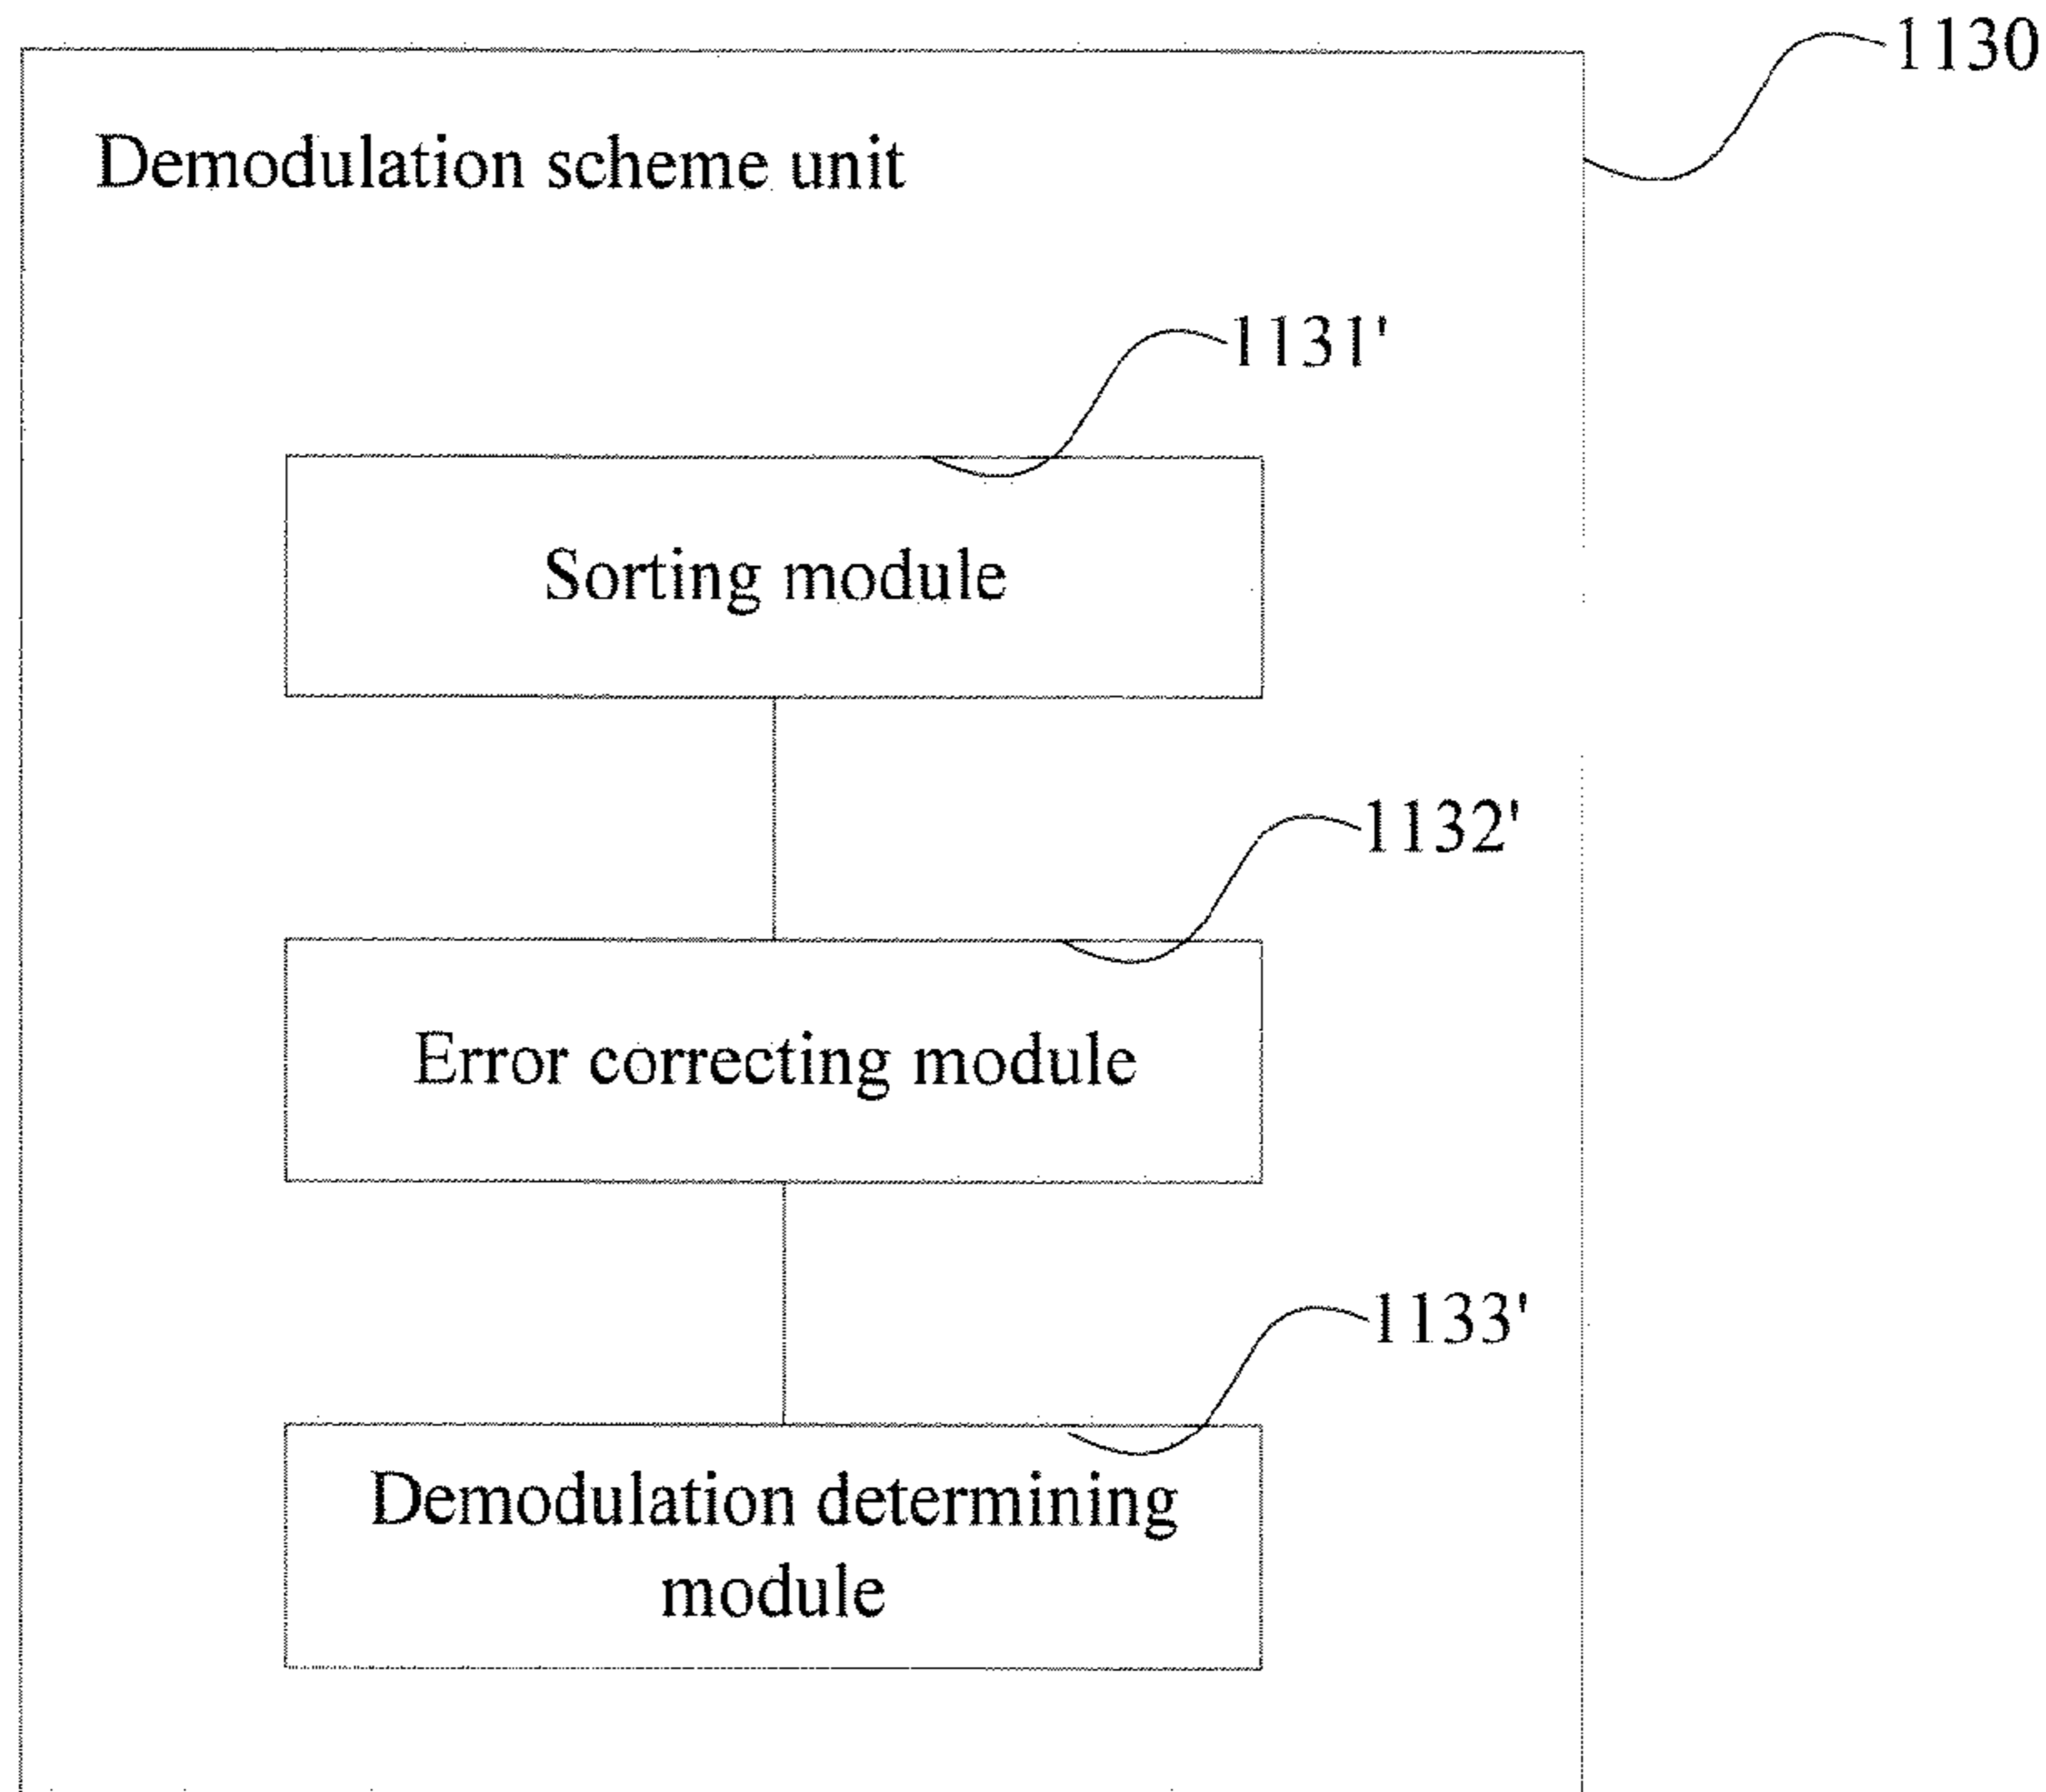 1130
Demodulation scheme unit
1131'
Sorting module
1132'
Error correcting module
1133'
Demodulation determining
module